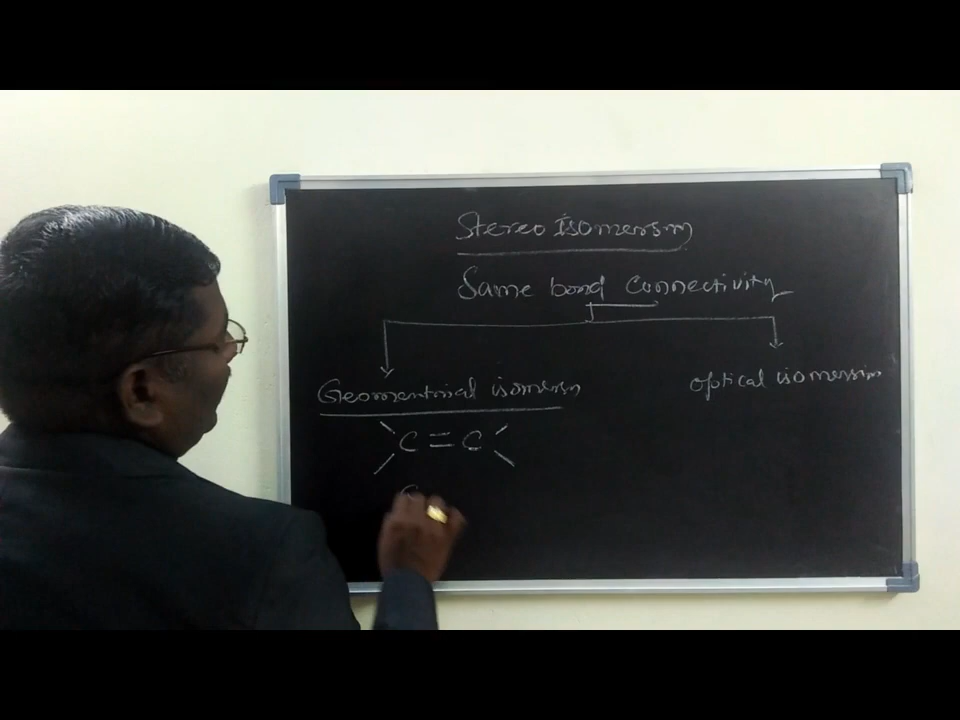 Stereo Isomerism
Same bond Connectivity
Geomentrical isomerism
optical isomerism
C = C
C